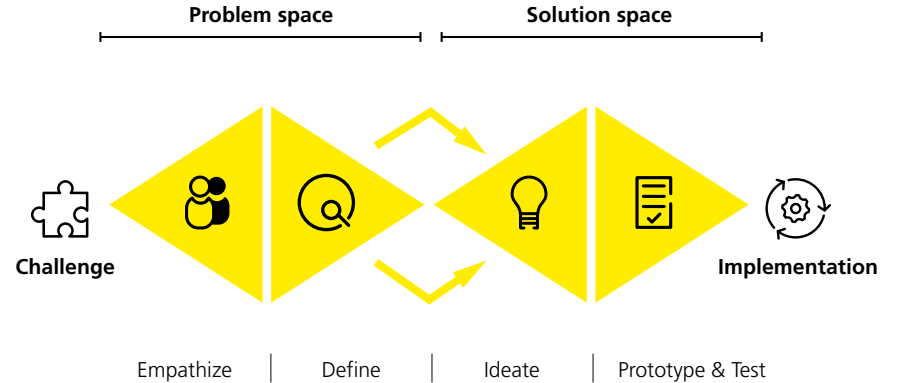 Problem space
Solution space
Challenge
Implementation
Empathize
Define
Ideate
Prototype & Test